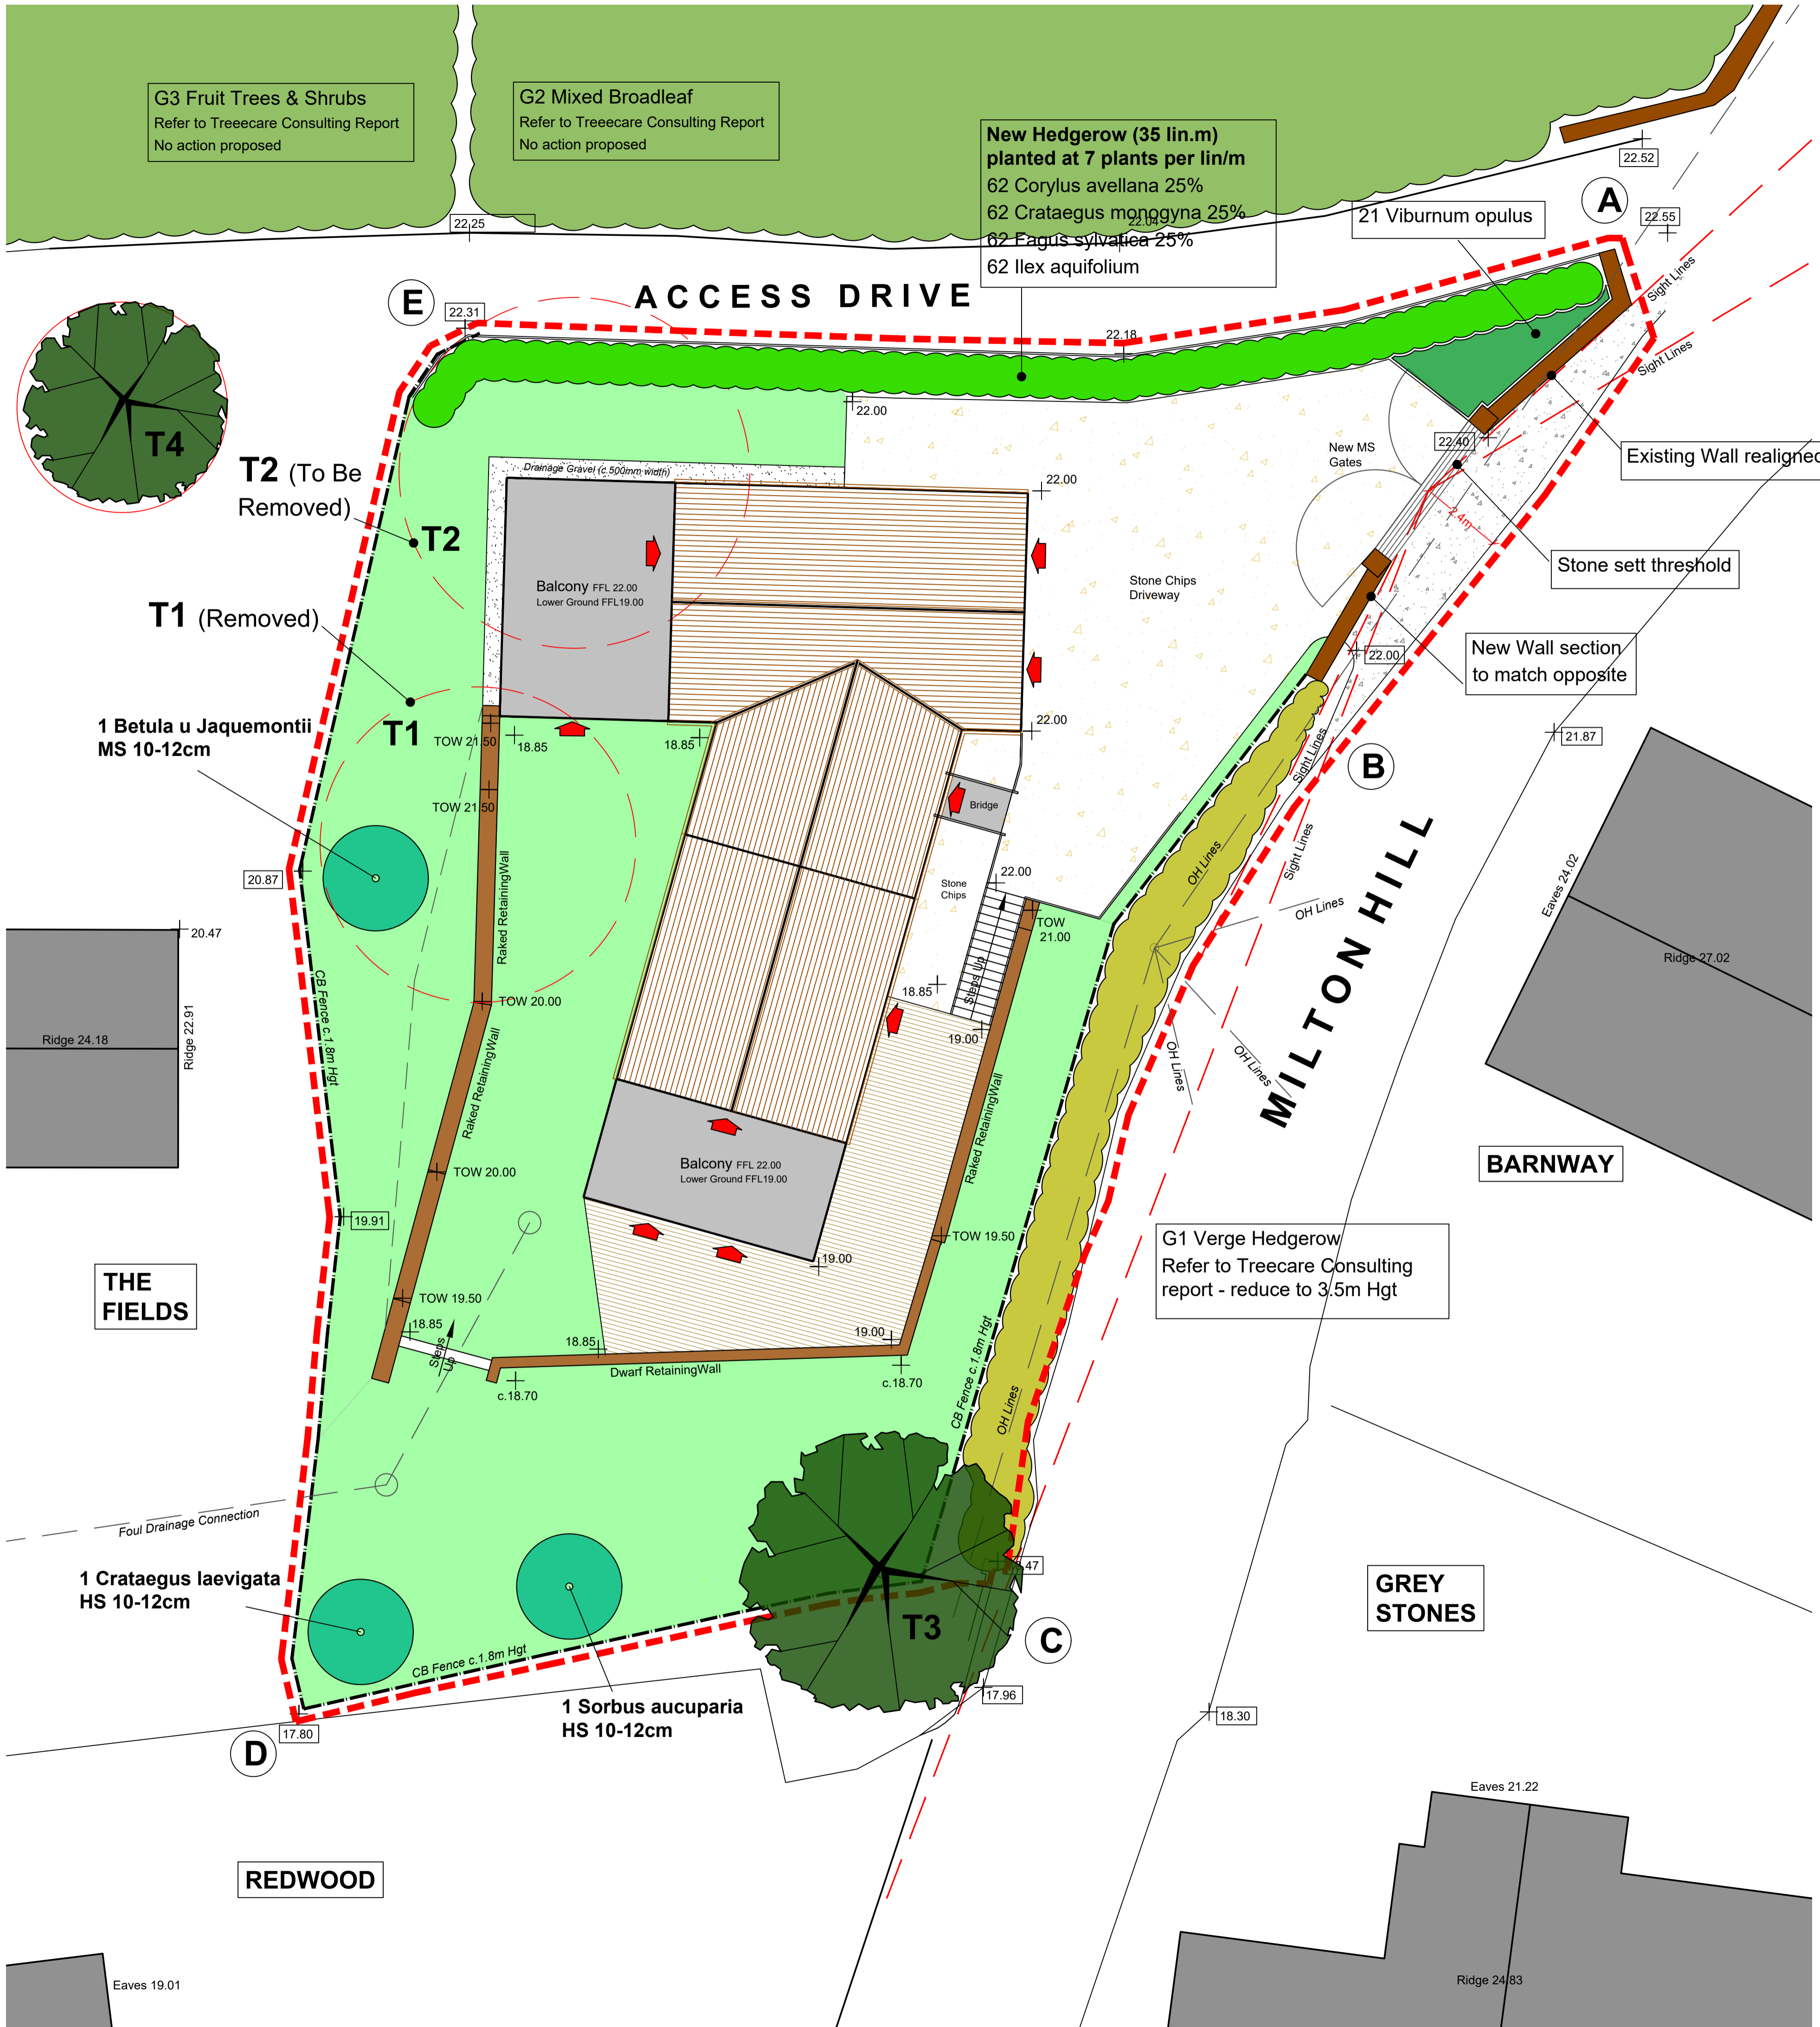 G3 Fruit Trees & Shrubs
Refer to Treeecare Consulting Report
No action proposed
G2 Mixed Broadleaf
Refer to Treeecare Consulting Report
No action proposed
New Hedgerow (35 lin.m)
planted at 7 plants per lin/m
62 Corylus avellana 25%
62 Crataegus monogyna 25%
22.04
62 Fagus sylvatica 25%
62 Ilex aquifolium
21 Viburnum opulus
22.52
A
22.55
22.25
E
22.31
ACCESS DRIVE
22.18
Sight Lines
Sight Lines
T4
T2 (To Be
Removed)
T2
22.00
Drainage Gravel (c.500mm width)
22.00
New MS
Gates
22.40
Existing Wall realigned
2.4m
Stone sett threshold
Balcony FFL 22.00
Lower Ground FFL19.00
Stone Chips
Driveway
T1 (Removed)
T1
22.00
New Wall section
to match opposite
1 Betula u Jaquemontii
MS 10-12cm
TOW 21.50
18.85
18.85
22.00
21.87
B
Sight Lines
TOW 21.50
Bridge
Raked RetainingWall
20.87
20.47
Stone
Chips
22.00
TOW
21.00
OH Lines
Sight Lines
OH Lines
MILTON HILL
Eaves 24.02
Ridge 27.02
CB Fence c.1.8m Hgt
Ridge 24.18
Ridge 22.91
TOW 20.00
18.85
Steps Up
19.00
OH Lines
OH Lines
Raked RetainingWall
Raked RetainingWall
TOW 20.00
Balcony FFL 22.00
Lower Ground FFL19.00
BARNWAY
19.91
TOW 19.50
19.00
G1 Verge Hedgerow
Refer to Treecare Consulting
report - reduce to 3.5m Hgt
THE
FIELDS
TOW 19.50
18.85
Steps
Up
18.85
19.00
Dwarf RetainingWall
c.18.70
c.18.70
CB Fence c.1.8m Hgt
OH Lines
Foul Drainage Connection
1 Crataegus laevigata
HS 10-12cm
GREY
STONES
T3
C
CB Fence c.1.8m Hgt
17.96
1 Sorbus aucuparia
HS 10-12cm
18.30
17.80
D
REDWOOD
Eaves 21.22
Eaves 19.01
Ridge 24.83